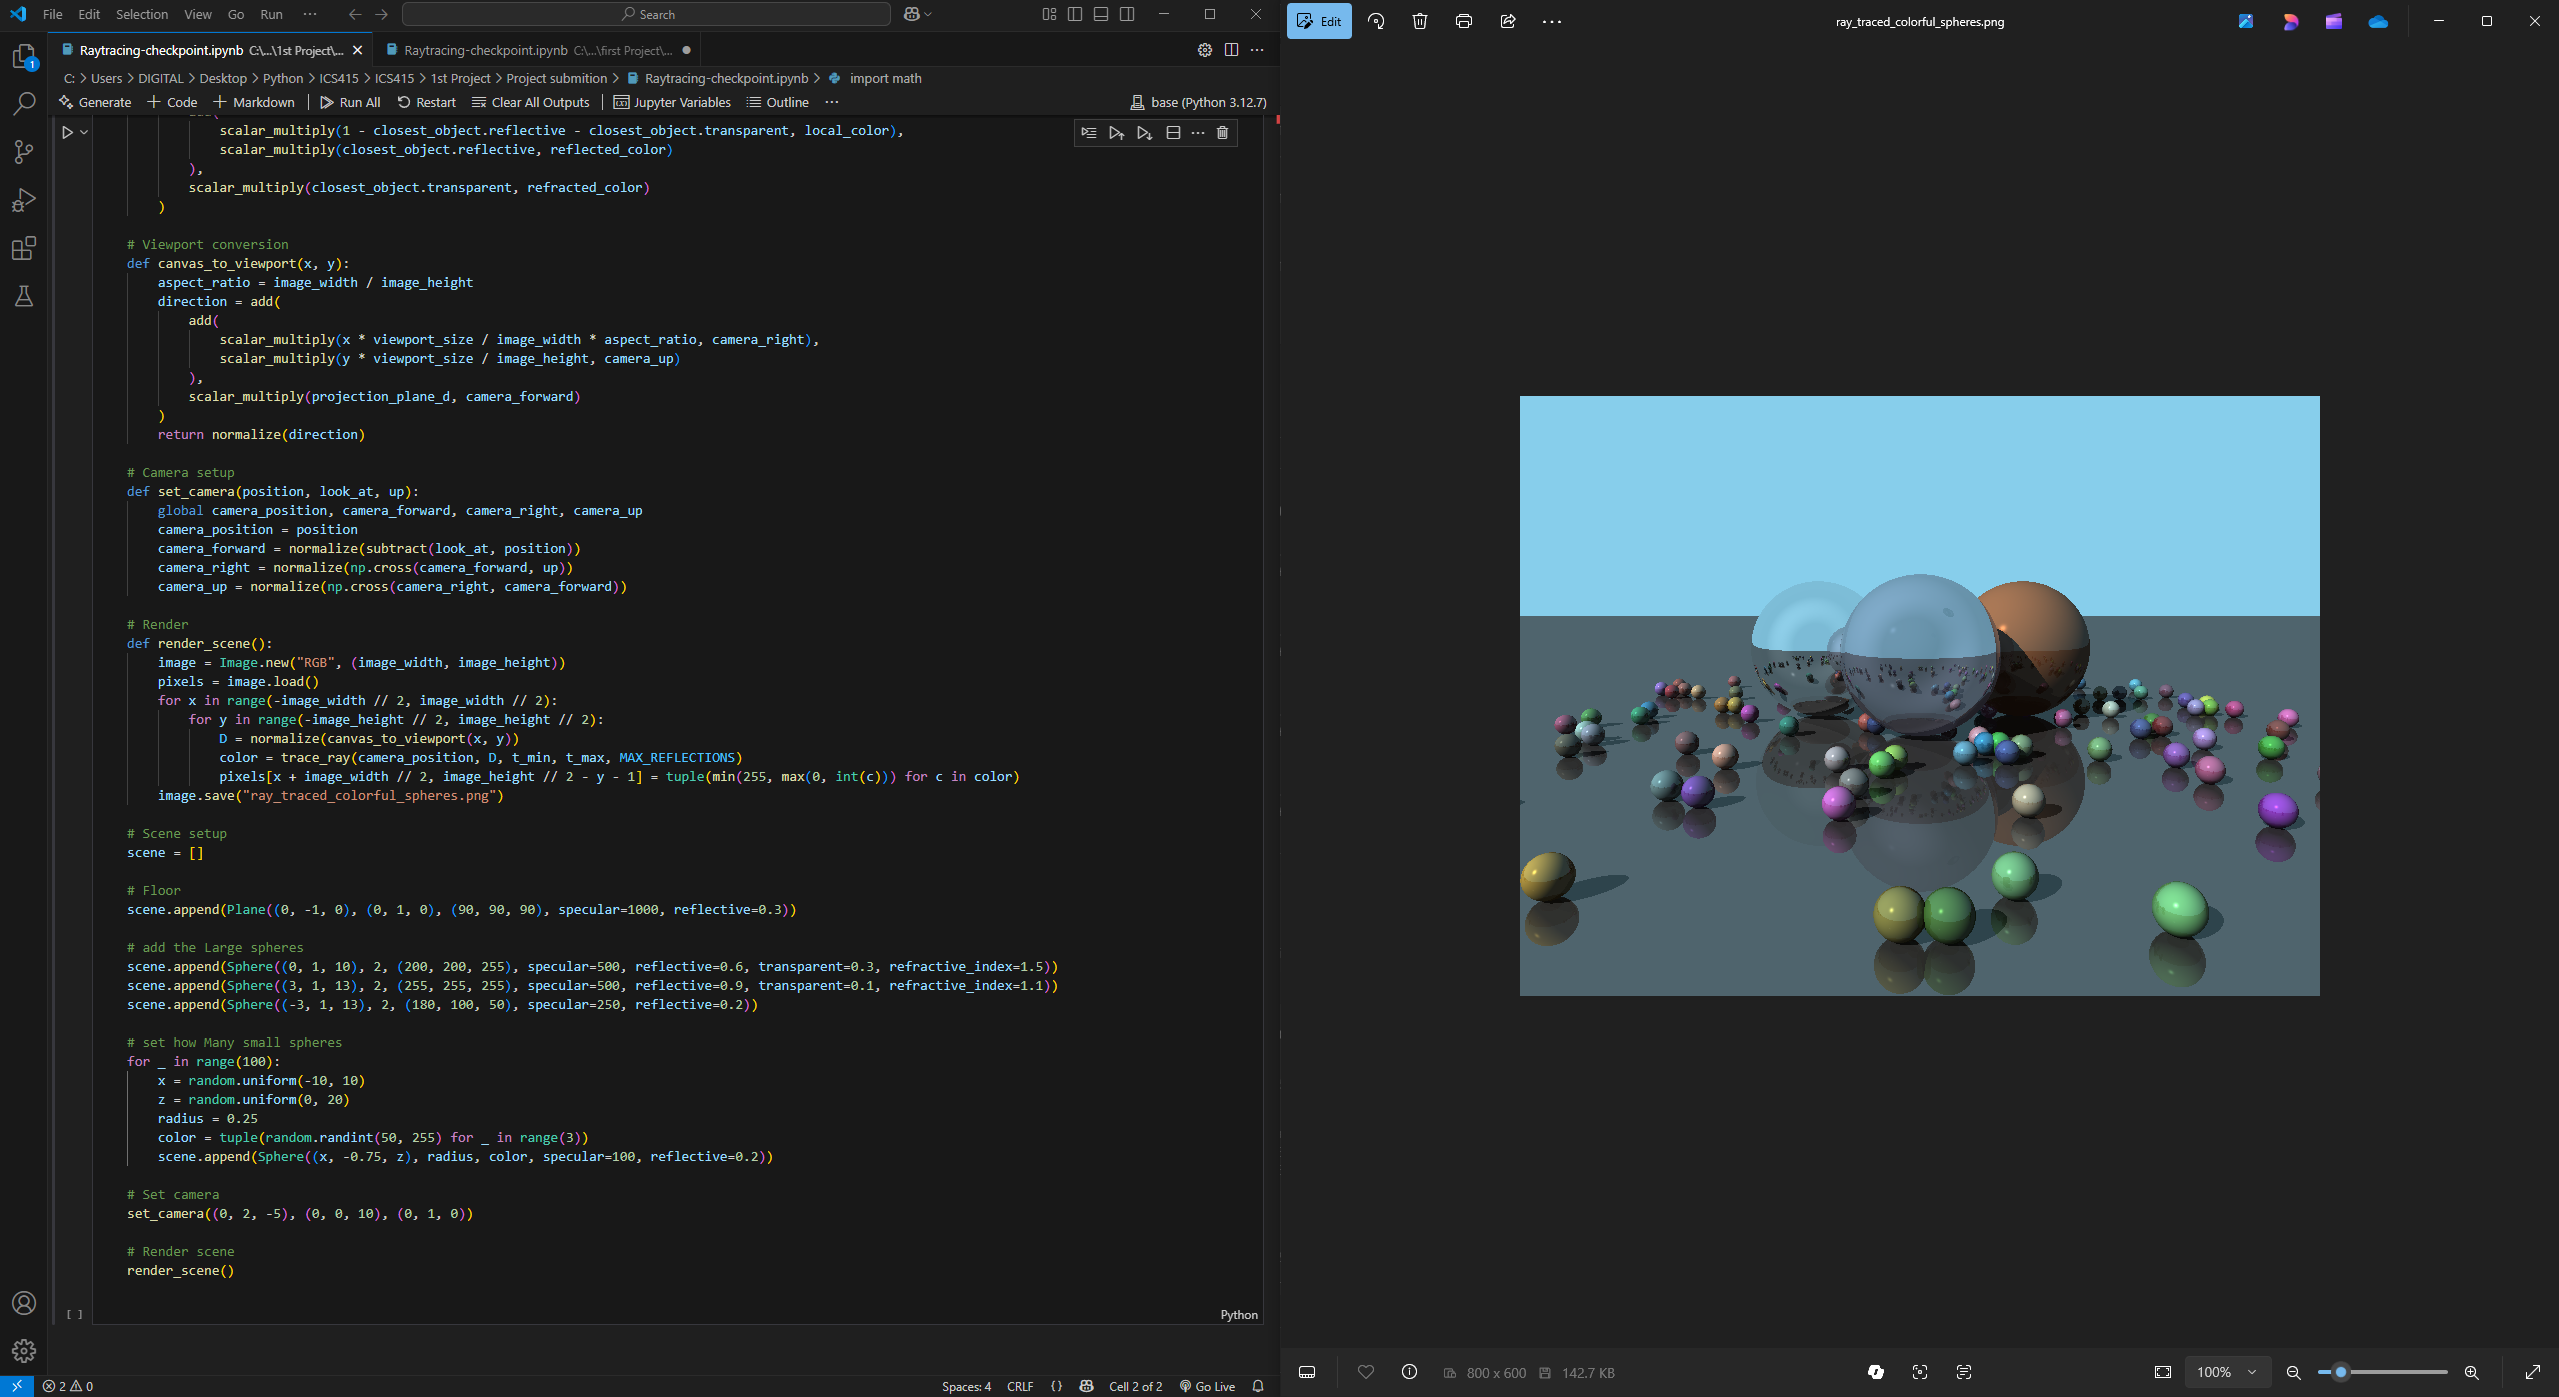 File Edit Selection View Go Run ··· Search
Raytracing-checkpoint.ipynb C:\...\1st Project\... Raytracing-checkpoint.ipynb C:\...\first Project\...
C: > Users > DIGITAL > Desktop > Python > ICS415 > ICS415 > 1st Project > Project submition > Raytracing-checkpoint.ipynb > import math
Generate + Code + Markdown Run All Restart Clear All Outputs Jupyter Variables Outline ··· base (Python 3.12.7)
scalar_multiply(1 - closest_object.reflective - closest_object.transparent, local_color),
scalar_multiply(closest_object.reflective, reflected_color)
),
scalar_multiply(closest_object.transparent, refracted_color)
)
# Viewport conversion
def canvas_to_viewport(x, y):
aspect_ratio = image_width / image_height
direction = add(
add(
scalar_multiply(x * viewport_size / image_width * aspect_ratio, camera_right),
scalar_multiply(y * viewport_size / image_height, camera_up)
),
scalar_multiply(projection_plane_d, camera_forward)
)
return normalize(direction)
# Camera setup
def set_camera(position, look_at, up):
global camera_position, camera_forward, camera_right, camera_up
camera_position = position
camera_forward = normalize(subtract(look_at, position))
camera_right = normalize(np.cross(camera_forward, up))
camera_up = normalize(np.cross(camera_right, camera_forward))
# Render
def render_scene():
image = Image.new("RGB", (image_width, image_height))
pixels = image.load()
for x in range(-image_width // 2, image_width // 2):
for y in range(-image_height // 2, image_height // 2):
D = normalize(canvas_to_viewport(x, y))
color = trace_ray(camera_position, D, t_min, t_max, MAX_REFLECTIONS)
pixels[x + image_width // 2, image_height // 2 - y - 1] = tuple(min(255, max(0, int(c))) for c in color)
image.save("ray_traced_colorful_spheres.png")
# Scene setup
scene = []
# Floor
scene.append(Plane((0, -1, 0), (0, 1, 0), (90, 90, 90), specular=1000, reflective=0.3))
# add the Large spheres
scene.append(Sphere((0, 1, 10), 2, (200, 200, 255), specular=500, reflective=0.6, transparent=0.3, refractive_index=1.5))
scene.append(Sphere((3, 1, 13), 2, (255, 255, 255), specular=500, reflective=0.9, transparent=0.1, refractive_index=1.1))
scene.append(Sphere((-3, 1, 13), 2, (180, 100, 50), specular=250, reflective=0.2))
# set how Many small spheres
for _ in range(100):
x = random.uniform(-10, 10)
z = random.uniform(0, 20)
radius = 0.25
color = tuple(random.randint(50, 255) for _ in range(3))
scene.append(Sphere((x, -0.75, z), radius, color, specular=100, reflective=0.2))
# Set camera
set_camera((0, 2, -5), (0, 0, 10), (0, 1, 0))
# Render scene
render_scene()
[ ] Python
2 0 Spaces: 4 CRLF {} Cell 2 of 2 Go Live
1
Edit ··· ray_traced_colorful_spheres.png
800 x 600 142.7 KB 100%